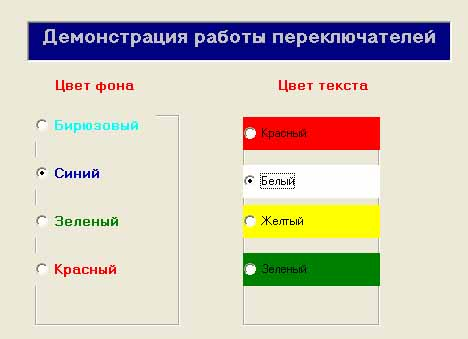 Демонстрация работы переключателей
Цвет фона
Цвет текста
Бирюзовый
Синий
Зеленый
Красный
Красный
Белый
Желтый
Зеленый